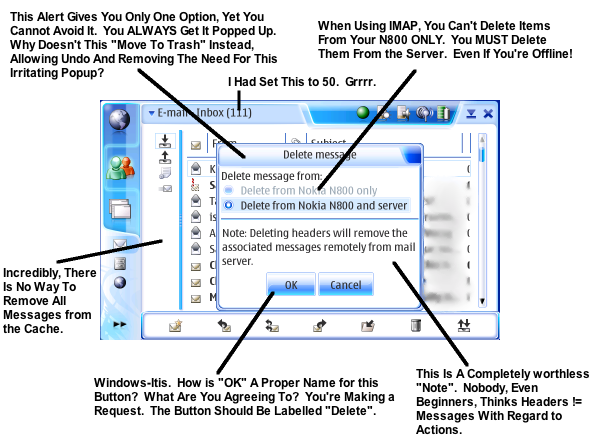 This Alert Gives You Only One Option, Yet You
Cannot Avoid It. You ALWAYS Get It Popped Up.
Why Doesn't This "Move To Trash" Instead,
Allowing Undo And Removing The Need For This
Irritating Popup?
When Using IMAP, You Can't Delete Items
From Your N800 ONLY. You MUST Delete
Them From the Server. Even If You're Offline!
I Had Set This to 50. Grrrr.
E-mail - Inbox (111)
From Subject
Delete message
Delete message from:
Delete from Nokia N800 only
Delete from Nokia N800 and server
Note: Deleting headers will remove the
associated messages remotely from mail
server.
OK Cancel
Incredibly, There
Is No Way To
Remove All
Messages from
the Cache.
Windows-Itis. How is "OK" A Proper Name for this
Button? What Are You Agreeing To? You're Making a
Request. The Button Should Be Labelled "Delete".
This Is A Completely worthless
"Note". Nobody, Even
Beginners, Thinks Headers !=
Messages With Regard to
Actions.